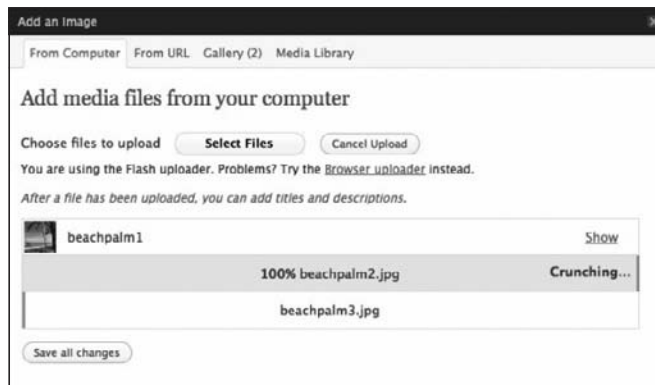 Add an Image
From Computer From URL Gallery (2) Media Library
Add media files from your computer
Choose files to upload Select Files Cancel Upload
You are using the Flash uploader. Problems? Try the Browser uploader instead.
After a file has been uploaded, you can add titles and descriptions.
beachpalm1 Show
100% beachpalm2.jpg Crunching...
beachpalm3.jpg
Save all changes